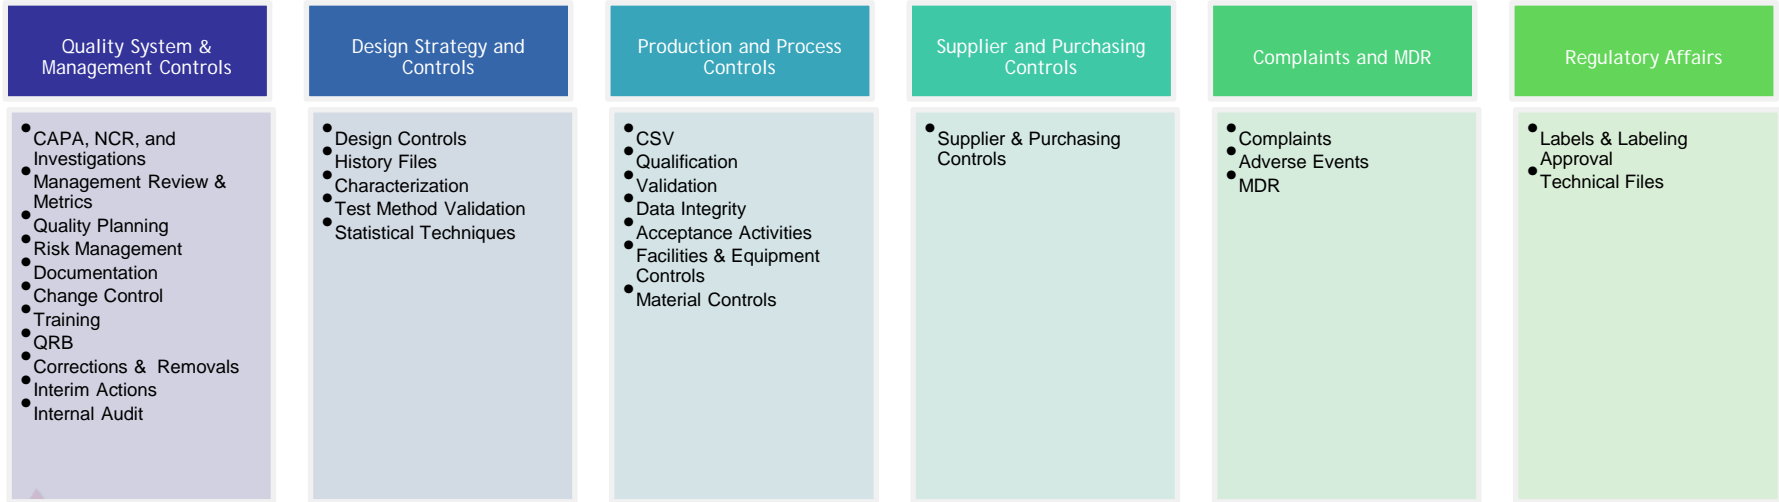 Quality System &
Management Controls
• CAPA, NCR, and
Investigations
• Management Review &
Metrics
• Quality Planning
• Risk Management
• Documentation
• Change Control
• Training
• QRB
• Corrections &  Removals
• Interim Actions
• Internal Audit
Design Strategy and
Controls
• Design Controls
• History Files
• Characterization
• Test Method Validation
• Statistical Techniques
Production and Process
Controls
• CSV
• Qualification
• Validation
• Data Integrity
• Acceptance Activities
• Facilities & Equipment
Controls
• Material Controls
Supplier and Purchasing
Controls
• Supplier & Purchasing
Controls
Complaints and MDR
• Complaints
• Adverse Events
• MDR
Regulatory Affairs
• Labels & Labeling
Approval
• Technical Files